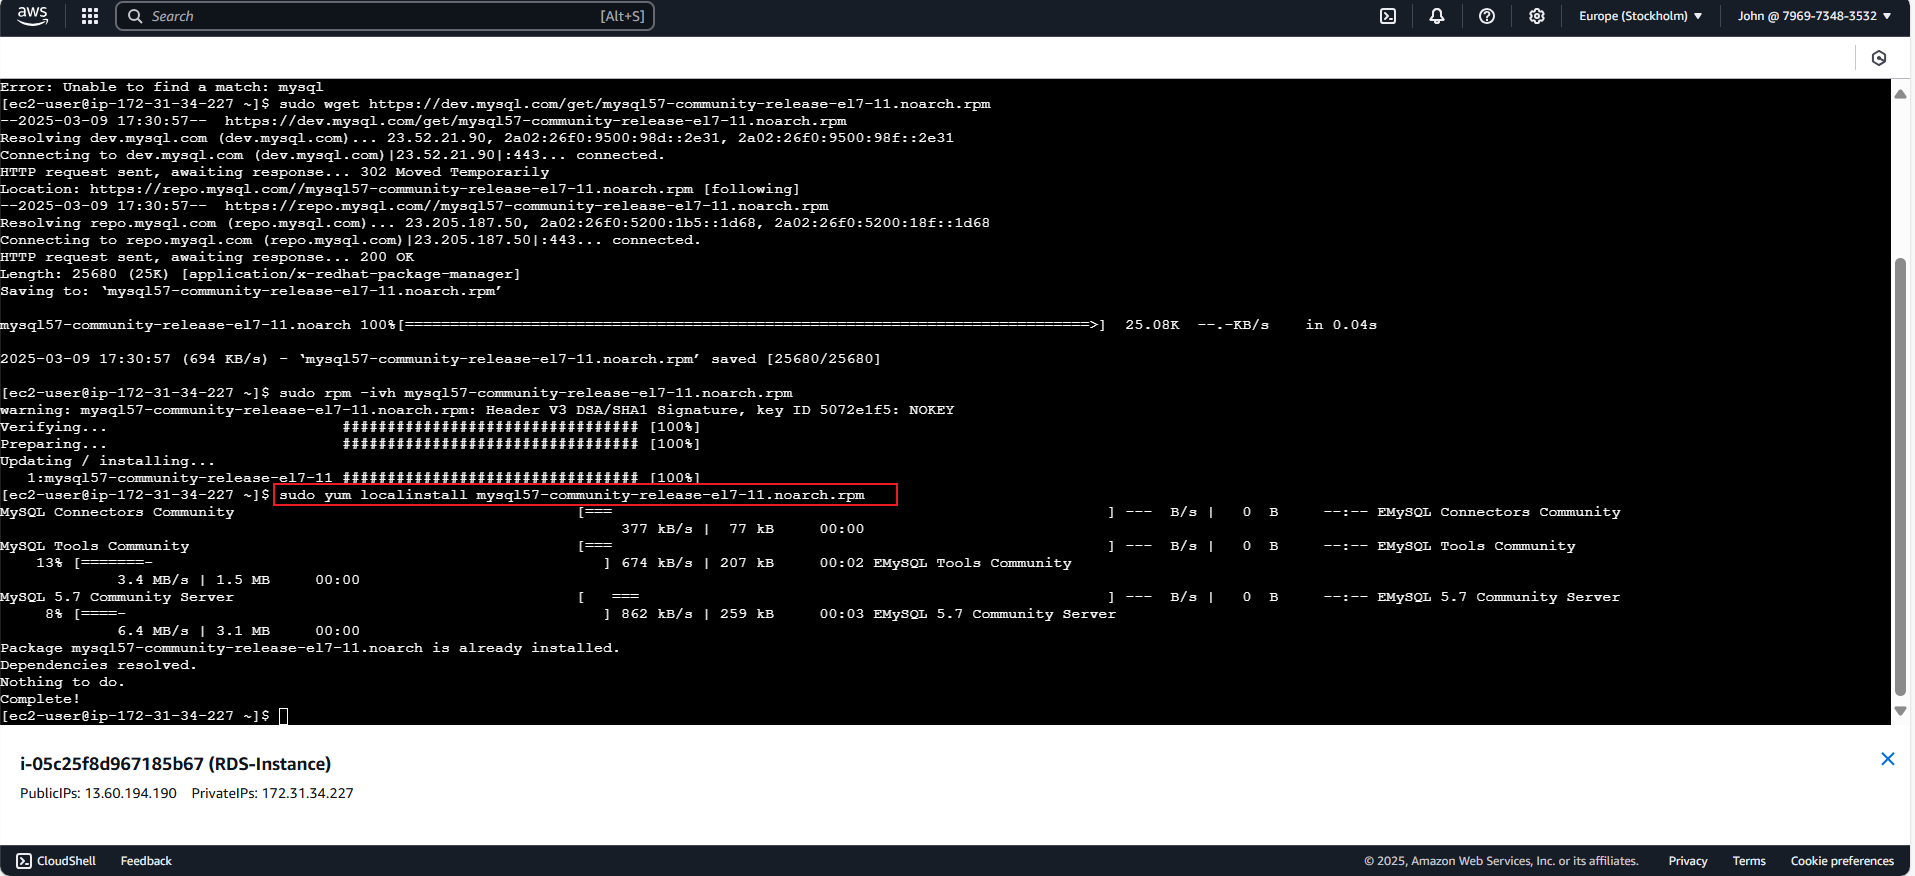 aws
Search [Alt+S] Europe (Stockholm) ▼ John @ 7969-7348-3532 ▼
Error: Unable to find a match: mysql
[ec2-user@ip-172-31-34-227 ~]$ sudo wget https://dev.mysql.com/get/mysql57-community-release-el7-11.noarch.rpm
--2025-03-09 17:30:57--  https://dev.mysql.com/get/mysql57-community-release-el7-11.noarch.rpm
Resolving dev.mysql.com (dev.mysql.com)... 23.52.21.90, 2a02:26f0:9500:98d::2e31, 2a02:26f0:9500:98f::2e31
Connecting to dev.mysql.com (dev.mysql.com)|23.52.21.90|:443... connected.
HTTP request sent, awaiting response... 302 Moved Temporarily
Location: https://repo.mysql.com//mysql57-community-release-el7-11.noarch.rpm [following]
--2025-03-09 17:30:57--  https://repo.mysql.com//mysql57-community-release-el7-11.noarch.rpm
Resolving repo.mysql.com (repo.mysql.com)... 23.205.187.50, 2a02:26f0:5200:1b5::1d68, 2a02:26f0:5200:18f::1d68
Connecting to repo.mysql.com (repo.mysql.com)|23.205.187.50|:443... connected.
HTTP request sent, awaiting response... 200 OK
Length: 25680 (25K) [application/x-redhat-package-manager]
Saving to: ‘mysql57-community-release-el7-11.noarch.rpm’
mysql57-community-release-el7-11.noarch 100%[============================================================================>]  25.08K  --.-KB/s    in 0.04s
2025-03-09 17:30:57 (694 KB/s) - ‘mysql57-community-release-el7-11.noarch.rpm’ saved [25680/25680]
[ec2-user@ip-172-31-34-227 ~]$ sudo rpm -ivh mysql57-community-release-el7-11.noarch.rpm
warning: mysql57-community-release-el7-11.noarch.rpm: Header V3 DSA/SHA1 Signature, key ID 5072e1f5: NOKEY
Verifying...                          ################################# [100%]
Preparing...                          ################################# [100%]
Updating / installing...
   1:mysql57-community-release-el7-11 ################################# [100%]
[ec2-user@ip-172-31-34-227 ~]$ sudo yum localinstall mysql57-community-release-el7-11.noarch.rpm
MySQL Connectors Community [=== ] --- B/s | 0 B --:-- EMySQL Connectors Community
377 kB/s | 77 kB 00:00
MySQL Tools Community [=== ] --- B/s | 0 B --:-- EMySQL Tools Community
13% [=======- ] 674 kB/s | 207 kB 00:02 EMySQL Tools Community
3.4 MB/s | 1.5 MB 00:00
MySQL 5.7 Community Server [ === ] --- B/s | 0 B --:-- EMySQL 5.7 Community Server
8% [====- ] 862 kB/s | 259 kB 00:03 EMySQL 5.7 Community Server
6.4 MB/s | 3.1 MB 00:00
Package mysql57-community-release-el7-11.noarch is already installed.
Dependencies resolved.
Nothing to do.
Complete!
[ec2-user@ip-172-31-34-227 ~]$
i-05c25f8d967185b67 (RDS-Instance)
PublicIPs: 13.60.194.190 PrivateIPs: 172.31.34.227
CloudShell Feedback © 2025, Amazon Web Services, Inc. or its affiliates. Privacy Terms Cookie preferences